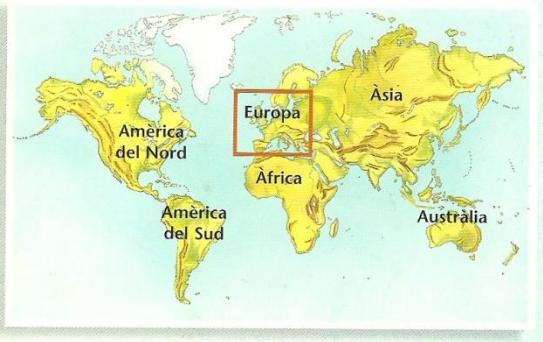 Europa
Àsia
Amèrica
del Nord
Àfrica
Amèrica
del Sud
Austràlia